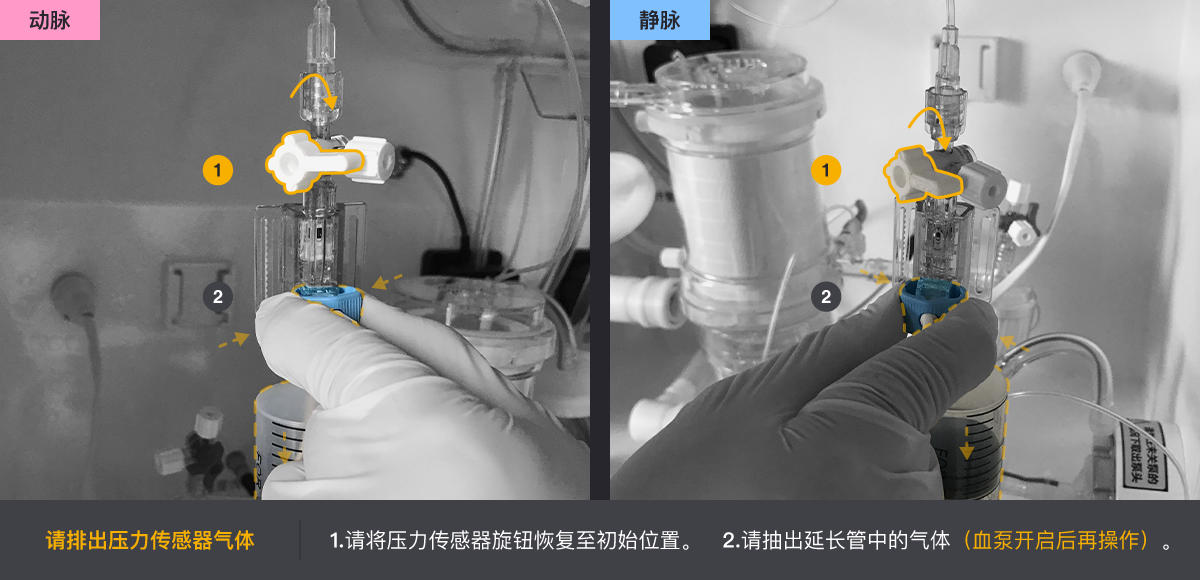 动脉
静脉
1
2
1
2
请排出压力传感器气体
1.请将压力传感器旋钮恢复至初始位置。
2.请抽出延长管中的气体（血泵开启后再操作）。